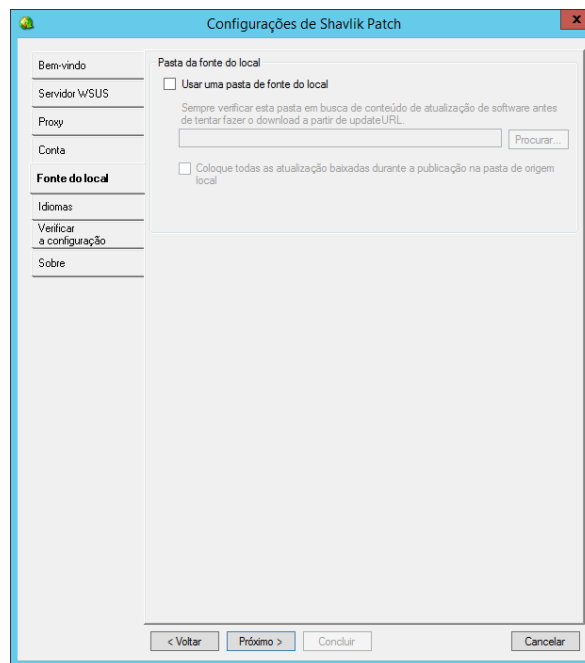 Configurações de Shavlik Patch
x
Bem-vindo
Servidor WSUS
Proxy
Conta
Fonte do local
Idiomas
Verificar
a configuração
Sobre
Pasta da fonte do local
Usar uma pasta de fonte do local
Sempre verificar esta pasta em busca de conteúdo de atualização de software antes
de tentar fazer o download a partir de updateURL.
Procurar...
Coloque todas as atualização baixadas durante a publicação na pasta de origem
local
< Voltar
Próximo >
Concluir
Cancelar